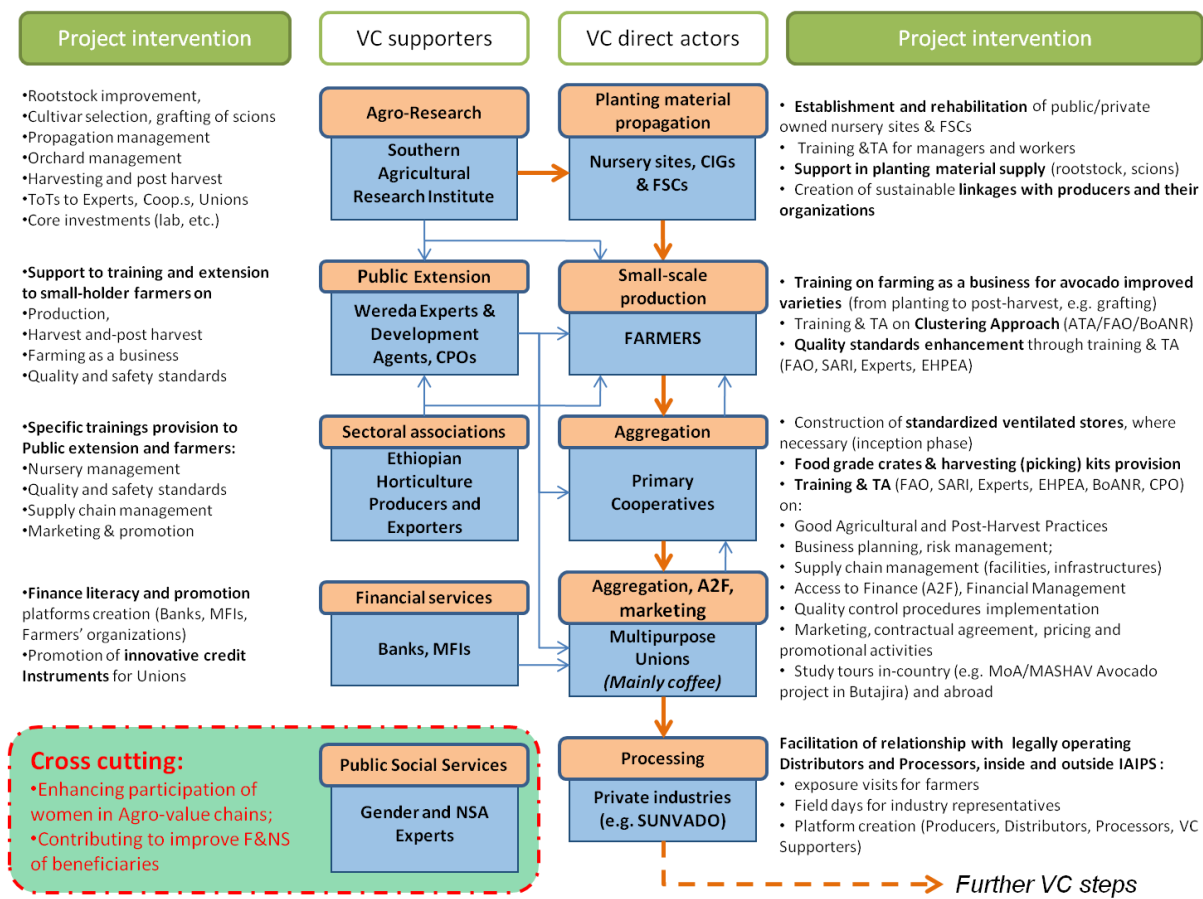 Project intervention
VC supporters
VC direct actors
Project intervention
•Rootstock improvement,
•Cultivar selection, grafting of scions
•Propagation management
•Orchard management
•Harvesting and post harvest
•ToTs to Experts, Coop.s, Unions
•Core investments (lab, etc.)
Agro-Research
Southern
Agricultural
Research Institute
Planting material
propagation
Nursery sites, CIGs
& FSCs
• Establishment and rehabilitation of public/private
owned nursery sites & FSCs
• Training &TA for managers and workers
• Support in planting material supply (rootstock, scions)
• Creation of sustainable linkages with producers and their
organizations
•Support to training and extension
to small-holder farmers on
•Production,
•Harvest and-post harvest
•Farming as a business
•Quality and safety standards
Public Extension
Wereda Experts &
Development
Agents, CPOs
Small-scale
production
FARMERS
• Training on farming as a business for avocado improved
varieties (from planting to post-harvest, e.g. grafting)
• Training & TA on Clustering Approach (ATA/FAO/BoANR)
• Quality standards enhancement through training & TA
(FAO, SARI, Experts, EHPEA)
•Specific trainings provision to
Public extension and farmers:
•Nursery management
•Quality and safety standards
•Supply chain management
•Marketing & promotion
Sectoral associations
Ethiopian
Horticulture
Producers and
Exporters
Aggregation
Primary
Cooperatives
• Construction of standardized ventilated stores, where
necessary (inception phase)
• Food grade crates & harvesting (picking) kits provision
• Training & TA (FAO, SARI, Experts, EHPEA, BoANR, CPO)
on:
• Good Agricultural and Post-Harvest Practices
• Business planning, risk management;
• Supply chain management (facilities, infrastructures)
• Access to Finance (A2F), Financial Management
• Quality control procedures implementation
• Marketing, contractual agreement, pricing and
promotional activities
• Study tours in-country (e.g. MoA/MASHAV Avocado
project in Butajira) and abroad
•Finance literacy and promotion
platforms creation (Banks, MFIs,
Farmers' organizations)
•Promotion of innovative credit
Instruments for Unions
Financial services
Banks, MFIs
Aggregation, A2F,
marketing
Multipurpose
Unions
(Mainly coffee)
Cross cutting:
•Enhancing participation of
women in Agro-value chains;
•Contributing to improve F&NS
of beneficiaries
Public Social Services
Gender and NSA
Experts
Processing
Private industries
(e.g. SUNVADO)
Facilitation of relationship with legally operating
Distributors and Processors, inside and outside IAIPS :
• exposure visits for farmers
• Field days for industry representatives
• Platform creation (Producers, Distributors, Processors, VC
Supporters)
Further VC steps